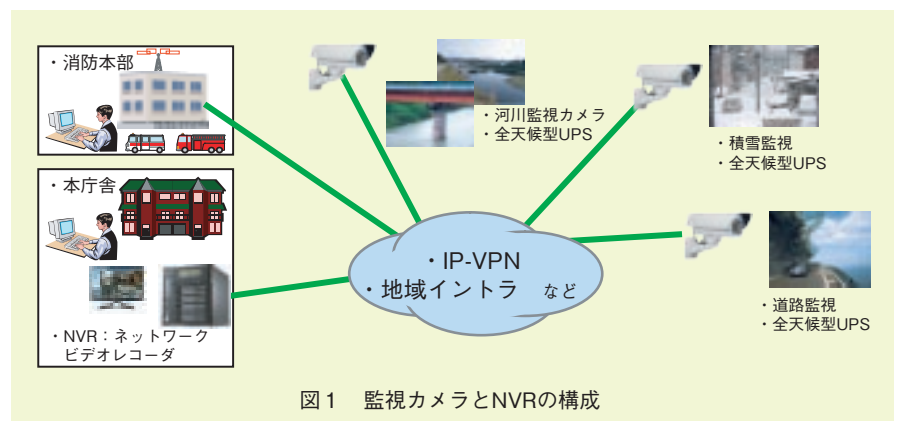 ・消防本部
・本庁舎
・NVR：ネットワーク
ビデオレコーダ
・河川監視カメラ
・全天候型UPS
・積雪監視
・全天候型UPS
・道路監視
・全天候型UPS
・IP-VPN
・地域イントラ など
図1 監視カメラとNVRの構成